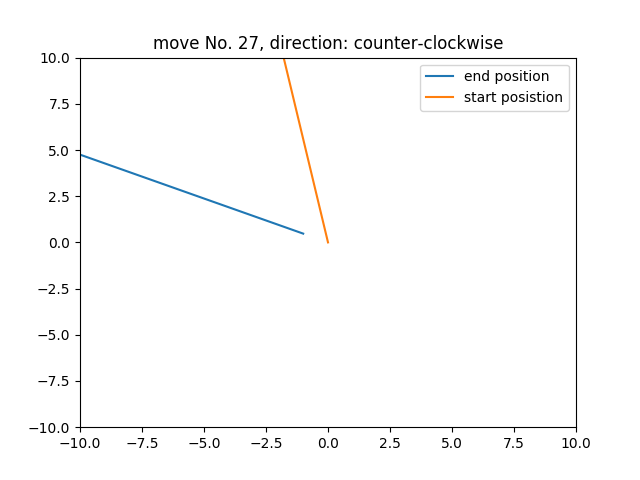 move No. 27, direction: counter-clockwise
end position
start posistion
10.0
7.5
5.0
2.5
0.0
−2.5
−5.0
−7.5
−10.0
−10.0 −7.5 −5.0 −2.5 0.0 2.5 5.0 7.5 10.0